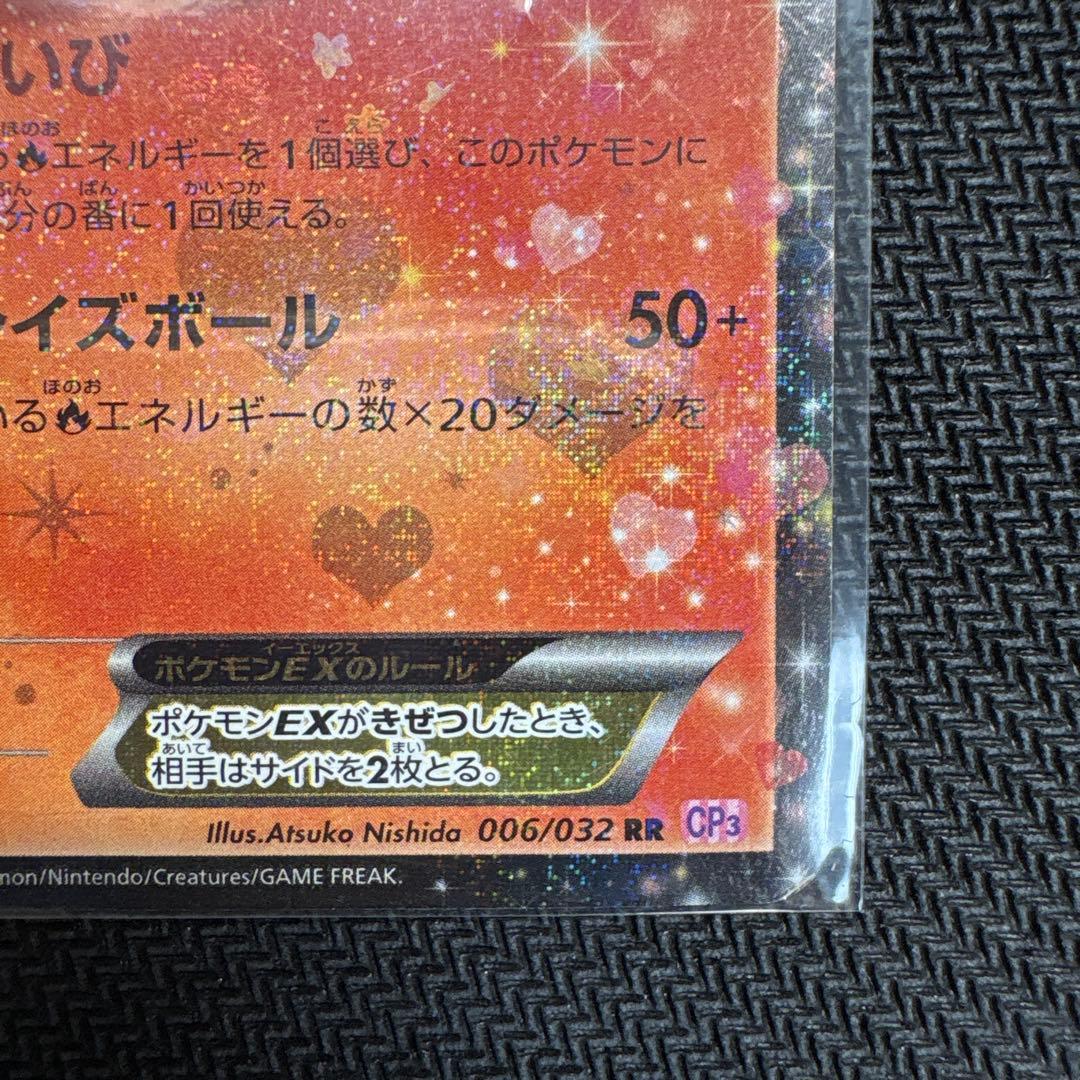 いび
ほのお こ えら
る エネルギーを1個選び、このポケモンに
ぶん ばん かいつか
分の番に1回使える。
イズボール 50+
ほのお かず
いる エネルギーの数×20ダメージを
イーエックス
ポケモンEXのルール
ポケモンEXがきぜつしたとき、
あいて まい
相手はサイドを2枚とる。
Illus.Atsuko Nishida 006/032 RR CP3
mon/Nintendo/Creatures/GAME FREAK.